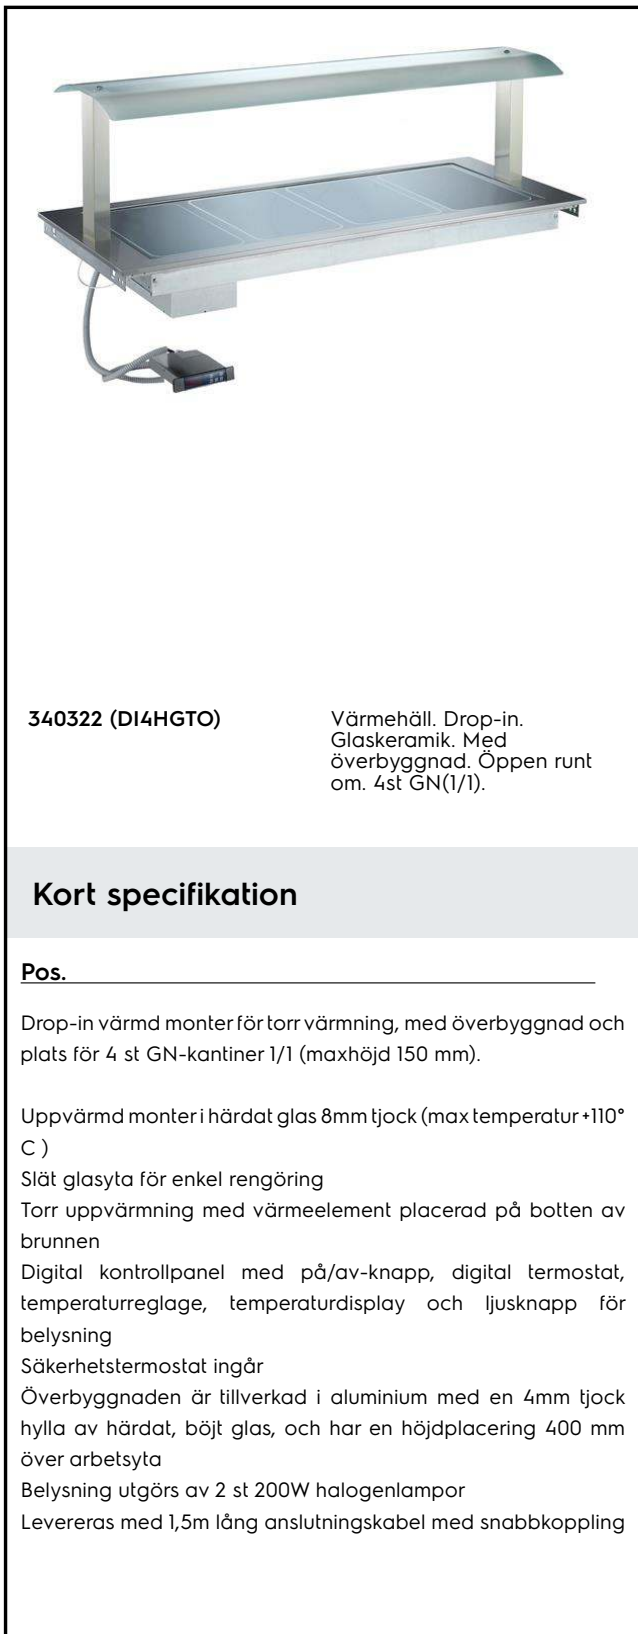 340322 (DI4HGTO)
Värmehäll. Drop-in.
Glaskeramik. Med
överbyggnad. Öppen runt
om. 4st GN(1/1).
Kort specifikation
Pos.
Drop-in värmd monter för torr värmning, med överbyggnad och
plats för 4 st GN-kantiner 1/1 (maxhöjd 150 mm).
Uppvärmd monter i härdat glas 8mm tjock (max temperatur +110°
C )
Slät glasyta för enkel rengöring
Torr uppvärmning med värmeelement placerad på botten av
brunnen
Digital kontrollpanel med på/av-knapp, digital termostat,
temperaturreglage, temperaturdisplay och ljusknapp för
belysning
Säkerhetstermostat ingår
Överbyggnaden är tillverkad i aluminium med en 4mm tjock
hylla av härdat, böjt glas, och har en höjdplacering 400 mm
över arbetsyta
Belysning utgörs av 2 st 200W halogenlampor
Levereras med 1,5m lång anslutningskabel med snabbkoppling